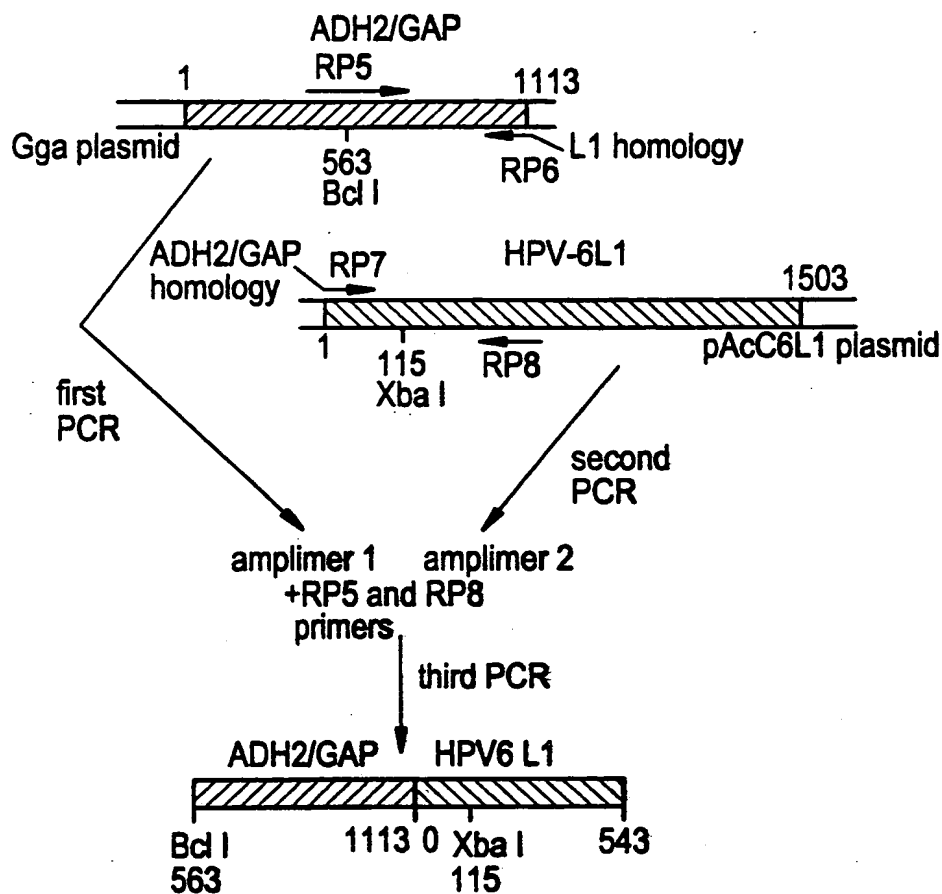 ADH2/GAP
RP5
1
1113
Gga plasmid
563
Bcl I
RP6
L1 homology
ADH2/GAP
homology
RP7
HPV-6L1
1503
1
115
Xba I
RP8
pAcC6L1 plasmid
first
PCR
second
PCR
amplimer 1
amplimer 2
+RP5 and RP8
primers
third PCR
ADH2/GAP
HPV6 L1
Bcl I
563
1113
0
Xba I
115
543